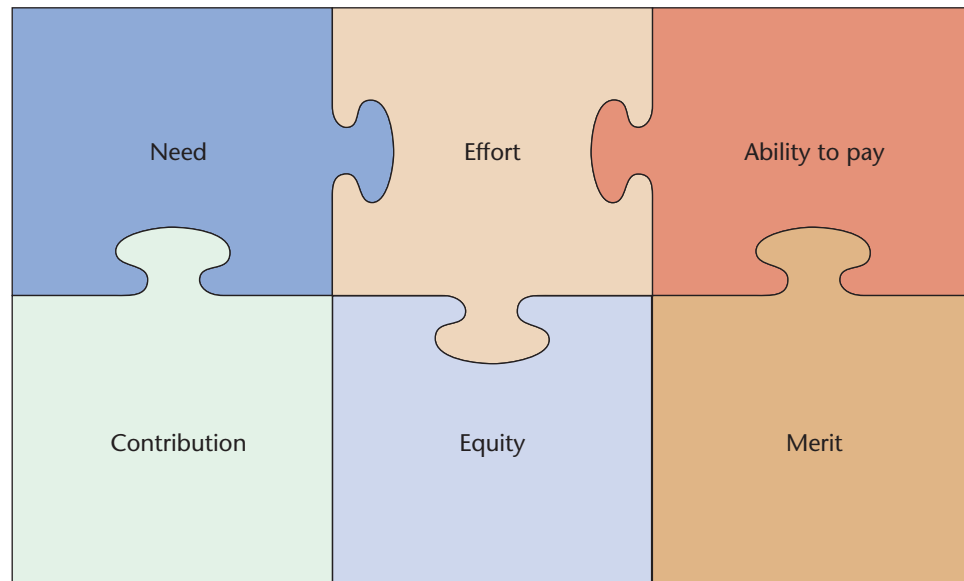 Need
Effort
Ability to pay
Contribution
Equity
Merit